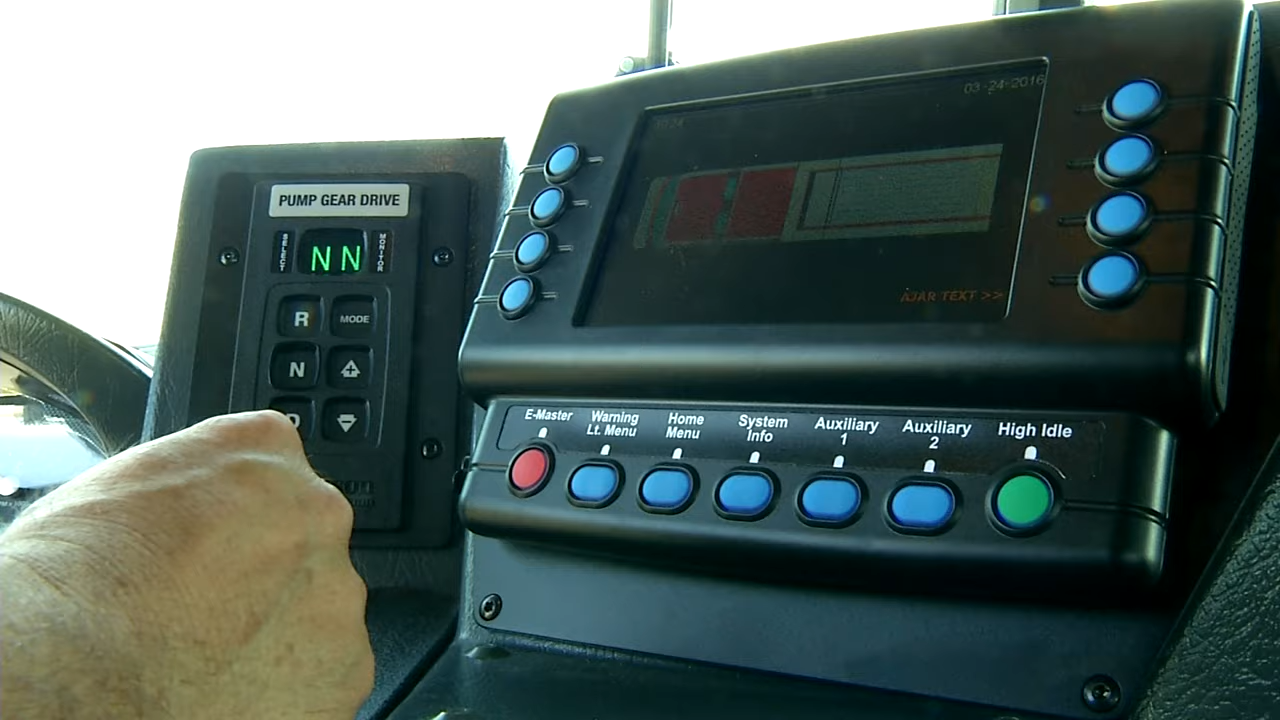 PUMP GEAR DRIVE
SELECT
NN
MONITOR
R
MODE
N
D
03-24-2016
AJAR TEXT >>
E-Master
Warning
Lt. Menu
Home
Menu
System
Info
Auxiliary
1
Auxiliary
2
High Idle